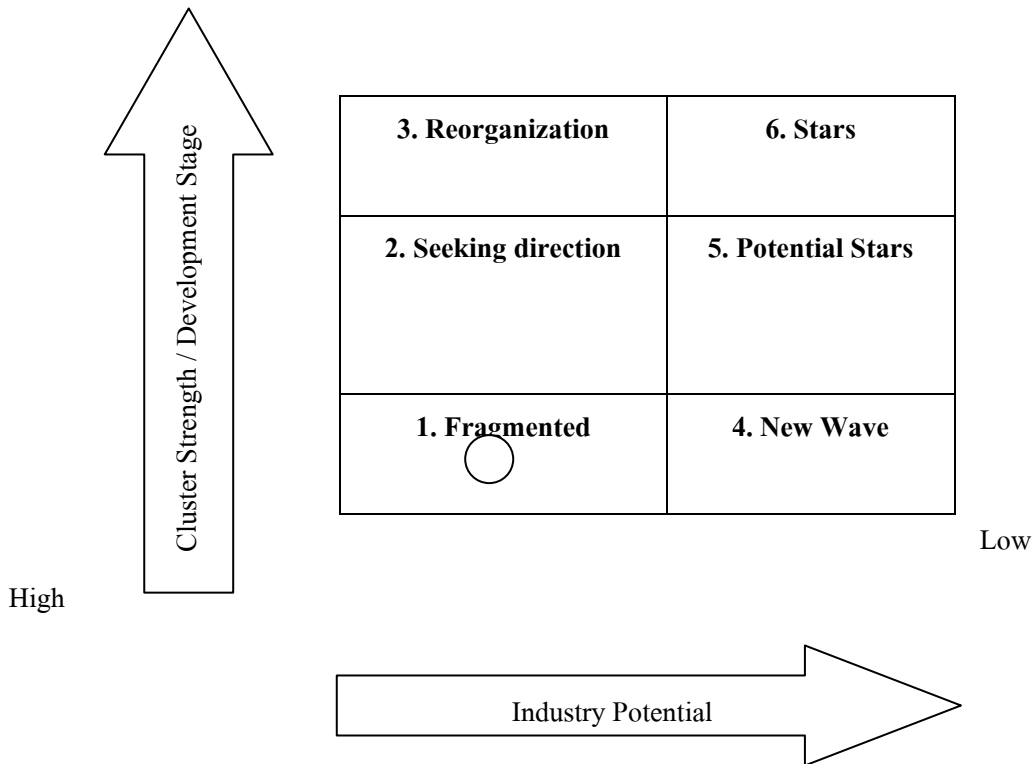 Cluster Strength / Development Stage
3. Reorganization
6. Stars
2. Seeking direction
5. Potential Stars
1. Fragmented
4. New Wave
Low
High
Industry Potential